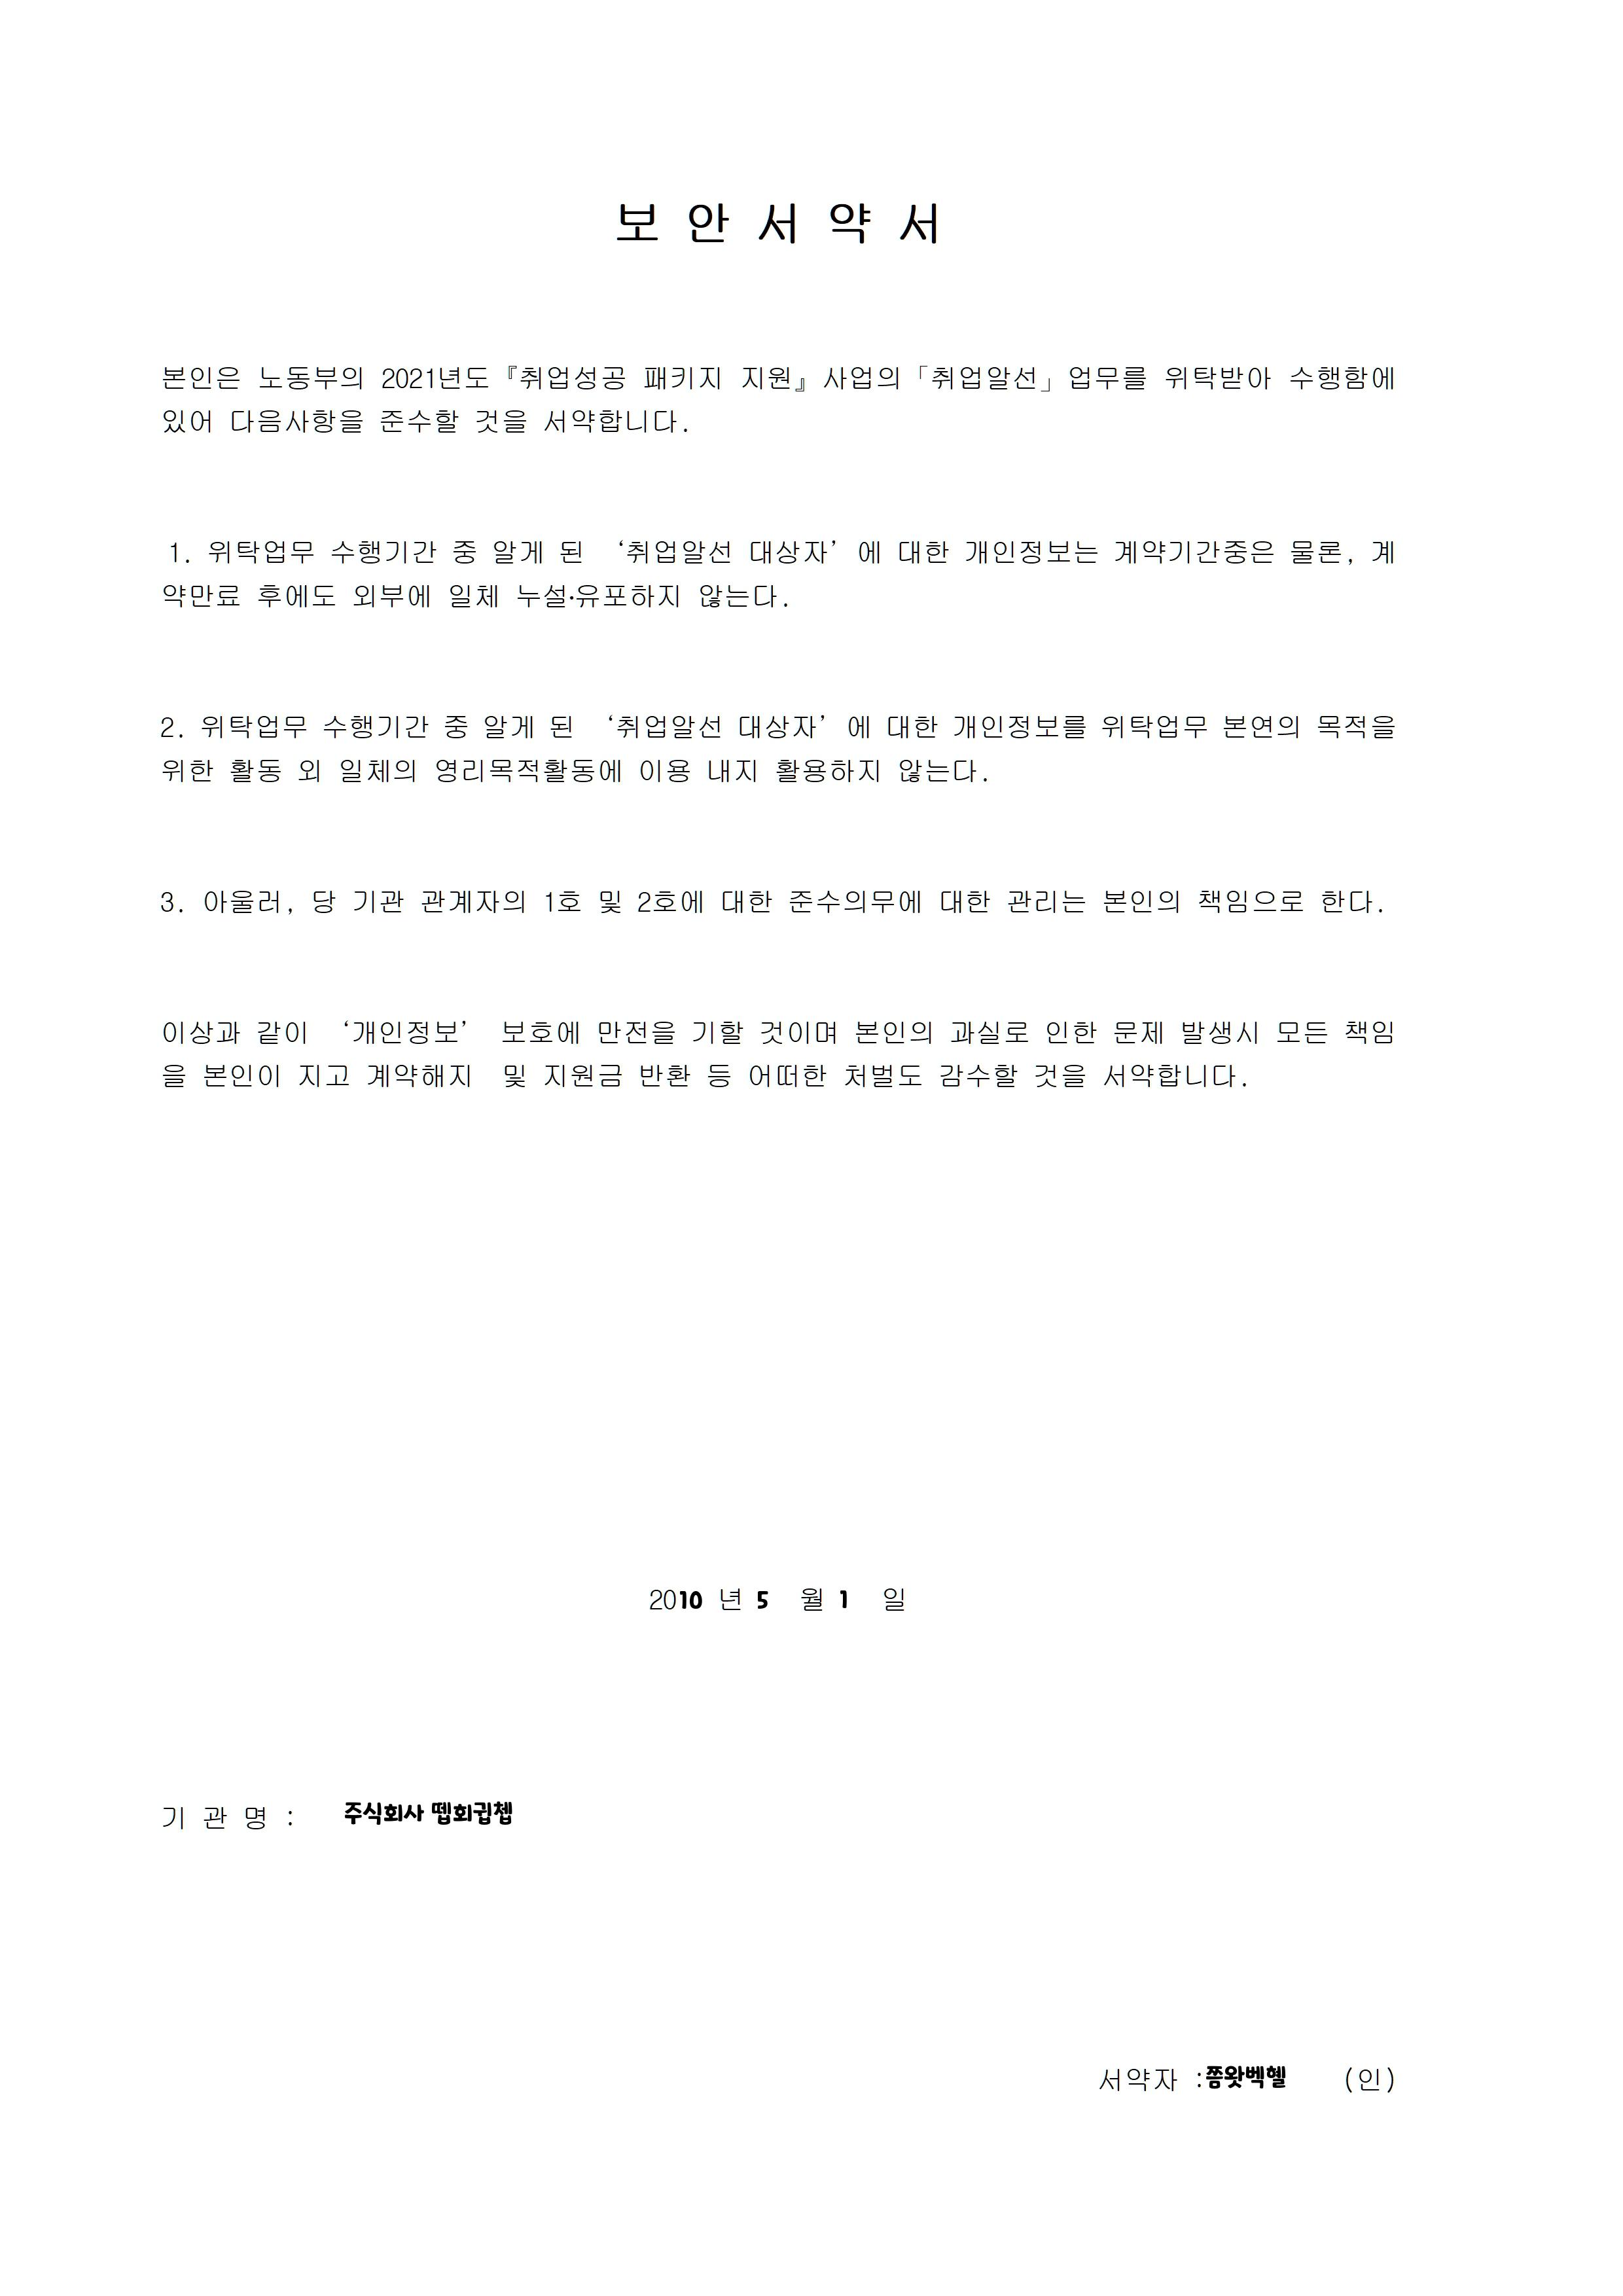 보 안 서 약 서
본인은 노동부의 2021년도『취업성공 패키지 지원』사업의「취업알선」업무를 위탁받아 수행함에
있어 다음사항을 준수할 것을 서약합니다.
1. 위탁업무 수행기간 중 알게 된 ‘취업알선 대상자’에 대한 개인정보는 계약기간중은 물론, 계
약만료 후에도 외부에 일체 누설·유포하지 않는다.
2. 위탁업무 수행기간 중 알게 된 ‘취업알선 대상자’에 대한 개인정보를 위탁업무 본연의 목적을
위한 활동 외 일체의 영리목적활동에 이용 내지 활용하지 않는다.
3. 아울러, 당 기관 관계자의 1호 및 2호에 대한 준수의무에 대한 관리는 본인의 책임으로 한다.
이상과 같이 ‘개인정보’ 보호에 만전을 기할 것이며 본인의 과실로 인한 문제 발생시 모든 책임
을 본인이 지고 계약해지 및 지원금 반환 등 어떠한 처벌도 감수할 것을 서약합니다.
2010 년 5 월 1 일
기 관 명 : 주식회사 뗍회귑쳅
서약자 :쯤왓벡혤 (인)